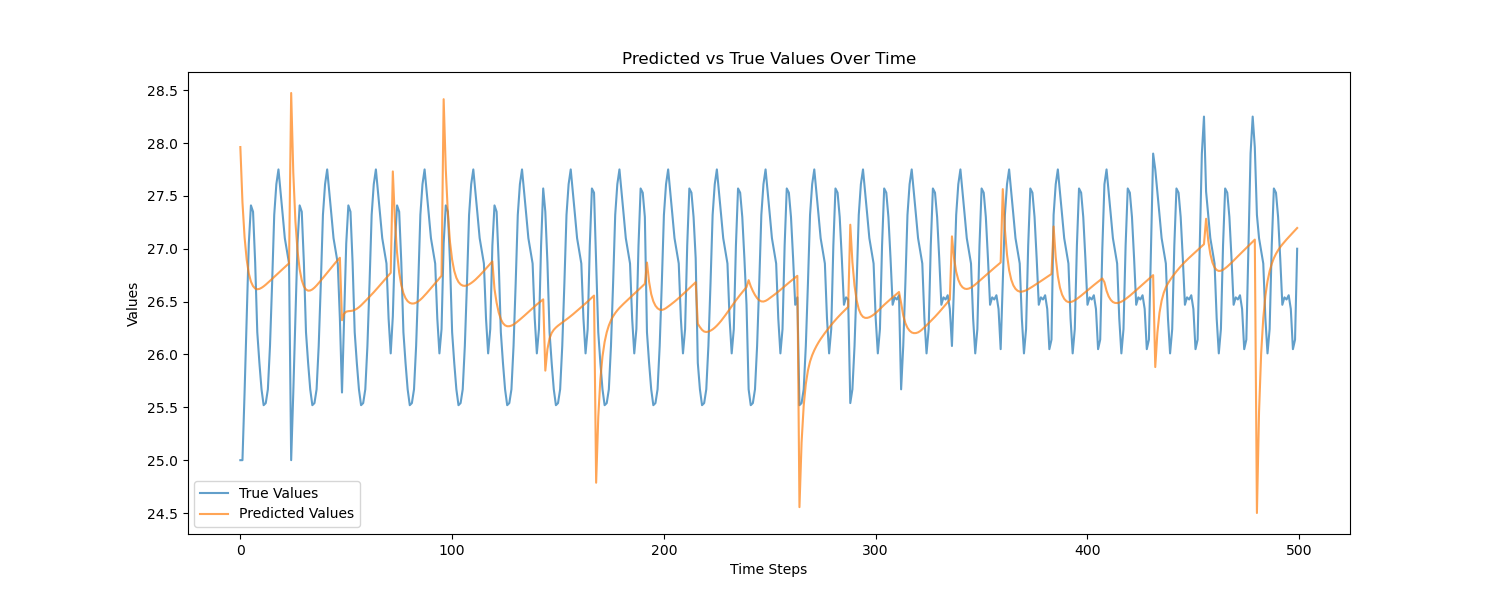 Predicted vs True Values Over Time
28.5
28.0
27.5
27.0
26.5
26.0
25.5
25.0
24.5
Values
True Values
Predicted Values
0 100 200 300 400 500
Time Steps